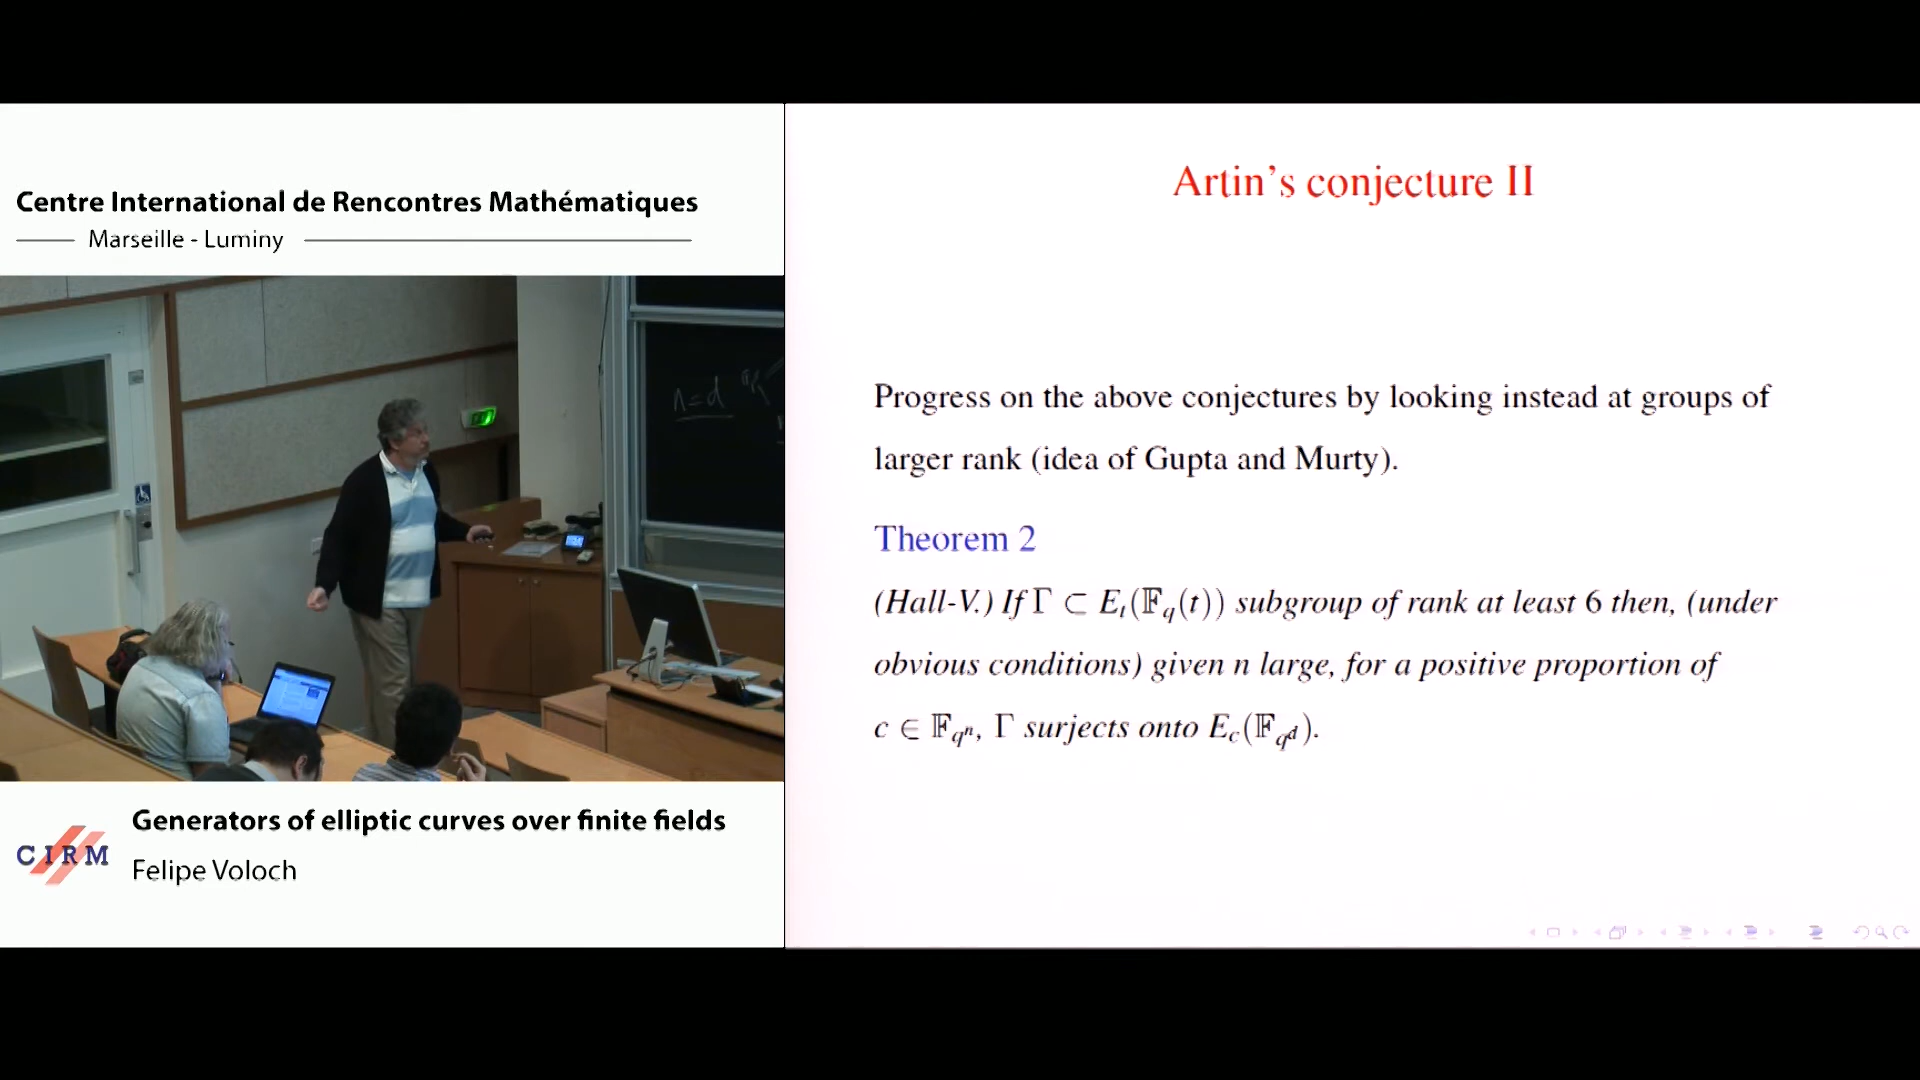 Centre International de Rencontres Mathématiques
Marseille - Luminy
n = d
CIRM
Generators of elliptic curves over finite fields
Felipe Voloch
Artin's conjecture II
Progress on the above conjectures by looking instead at groups of
larger rank (idea of Gupta and Murty).
Theorem 2
(Hall-V.) If Γ ⊂ E_t(𝔽_q(t)) subgroup of rank at least 6 then, (under
obvious conditions) given n large, for a positive proportion of
c ∈ 𝔽_{q^n}, Γ surjects onto E_c(𝔽_{q^d}).